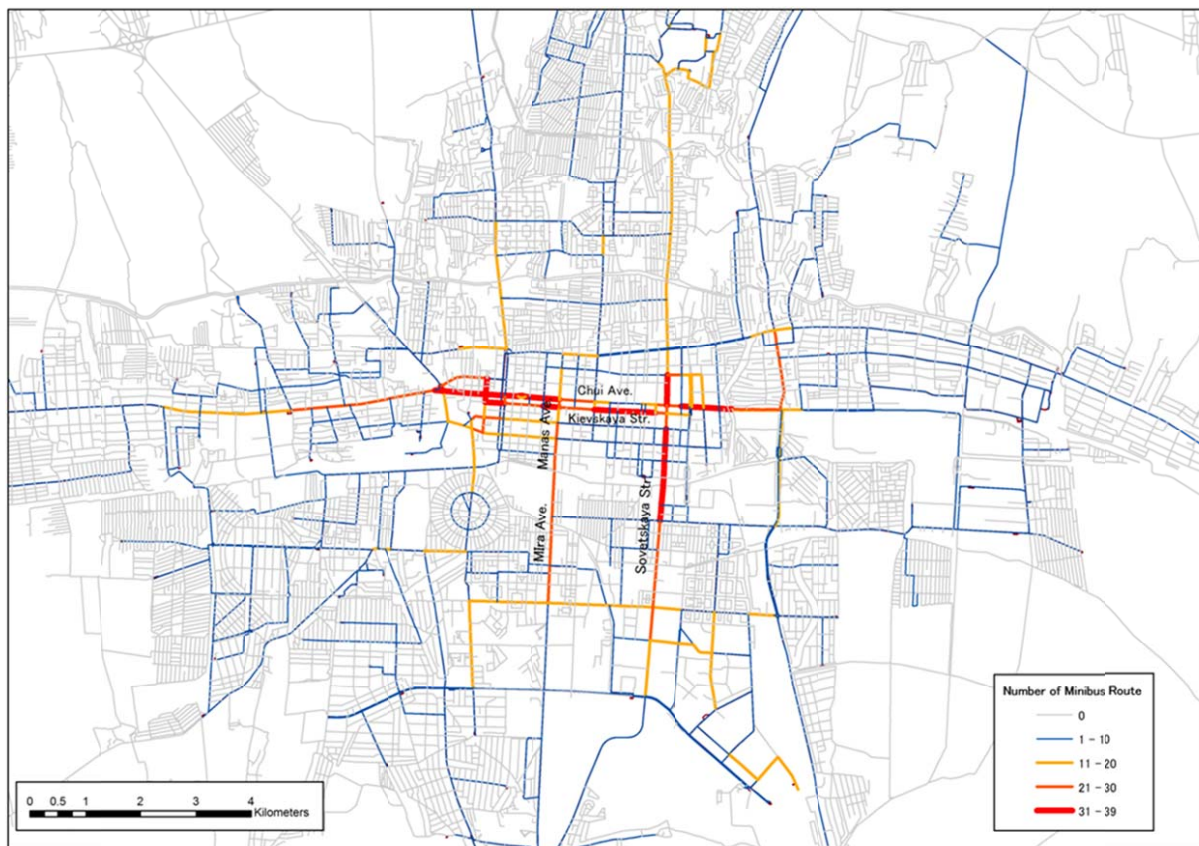 Chui Ave.
Kievskaya Str.
Manas Ave.
Mira Ave.
Sovetskaya Str.
Number of Minibus Route
0
1 - 10
11 - 20
21 - 30
31 - 39
0 0.5 1 2 3 4
Kilometers